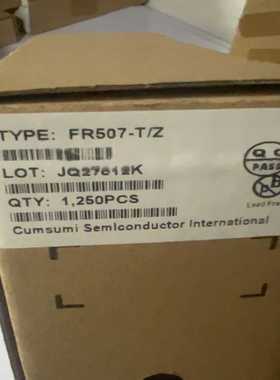 TYPE: FR507-T/Z
LOT: JQ27612K
QTY: 1,250PCS
Cumsumi Semiconductor International
Q C
PASS
Lead Free